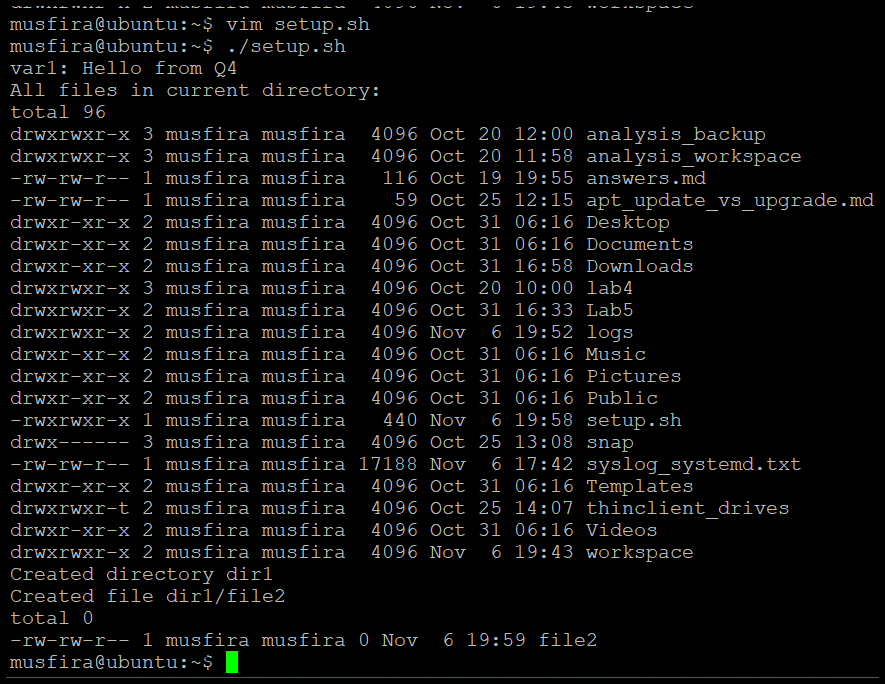 musfira@ubuntu:~$ vim setup.sh
musfira@ubuntu:~$ ./setup.sh
var1: Hello from Q4
All files in current directory:
total 96
drwxrwxr-x 3 musfira musfira  4096 Oct 20 12:00 analysis_backup
drwxrwxr-x 3 musfira musfira  4096 Oct 20 11:58 analysis_workspace
-rw-rw-r-- 1 musfira musfira   116 Oct 19 19:55 answers.md
-rw-rw-r-- 1 musfira musfira    59 Oct 25 12:15 apt_update_vs_upgrade.md
drwxr-xr-x 2 musfira musfira  4096 Oct 31 06:16 Desktop
drwxr-xr-x 2 musfira musfira  4096 Oct 31 06:16 Documents
drwxr-xr-x 2 musfira musfira  4096 Oct 31 16:58 Downloads
drwxrwxr-x 3 musfira musfira  4096 Oct 20 10:00 lab4
drwxrwxr-x 2 musfira musfira  4096 Oct 31 16:33 Lab5
drwxrwxr-x 2 musfira musfira  4096 Nov  6 19:52 logs
drwxr-xr-x 2 musfira musfira  4096 Oct 31 06:16 Music
drwxr-xr-x 2 musfira musfira  4096 Oct 31 06:16 Pictures
drwxr-xr-x 2 musfira musfira  4096 Oct 31 06:16 Public
-rwxrwxr-x 1 musfira musfira   440 Nov  6 19:58 setup.sh
drwx------ 3 musfira musfira  4096 Oct 25 13:08 snap
-rw-rw-r-- 1 musfira musfira 17188 Nov  6 17:42 syslog_systemd.txt
drwxr-xr-x 2 musfira musfira  4096 Oct 31 06:16 Templates
drwxrwxr-t 2 musfira musfira  4096 Oct 25 14:07 thinclient_drives
drwxr-xr-x 2 musfira musfira  4096 Oct 31 06:16 Videos
drwxrwxr-x 2 musfira musfira  4096 Nov  6 19:43 workspace
Created directory dir1
Created file dir1/file2
total 0
-rw-rw-r-- 1 musfira musfira 0 Nov  6 19:59 file2
musfira@ubuntu:~$